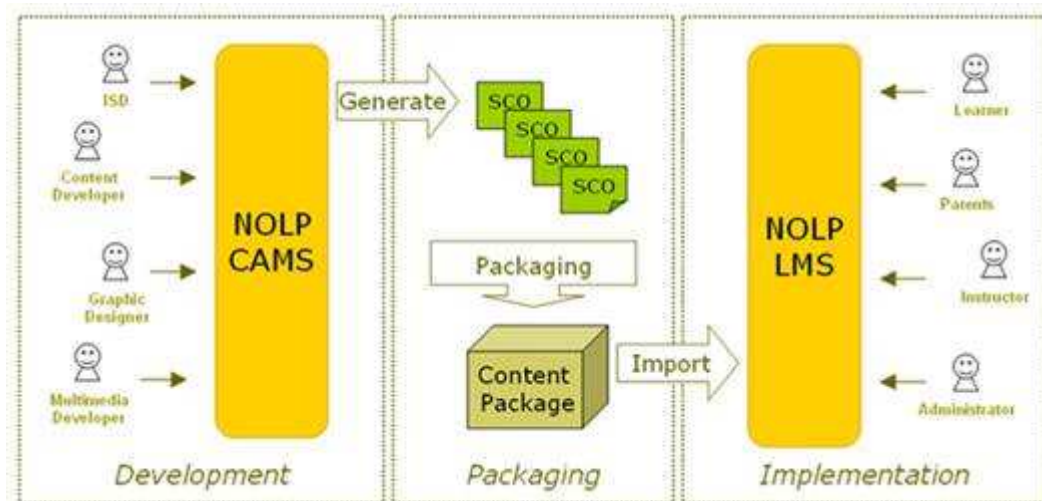 ISD
Content
Developer
Graphic
Designer
Multimedia
Developer
NOLP
CAMS
Development
Generate
SCO
SCO
SCO
SCO
Packaging
Content
Package
Import
Packaging
NOLP
LMS
Learner
Parents
Instructor
Administrator
Implementation